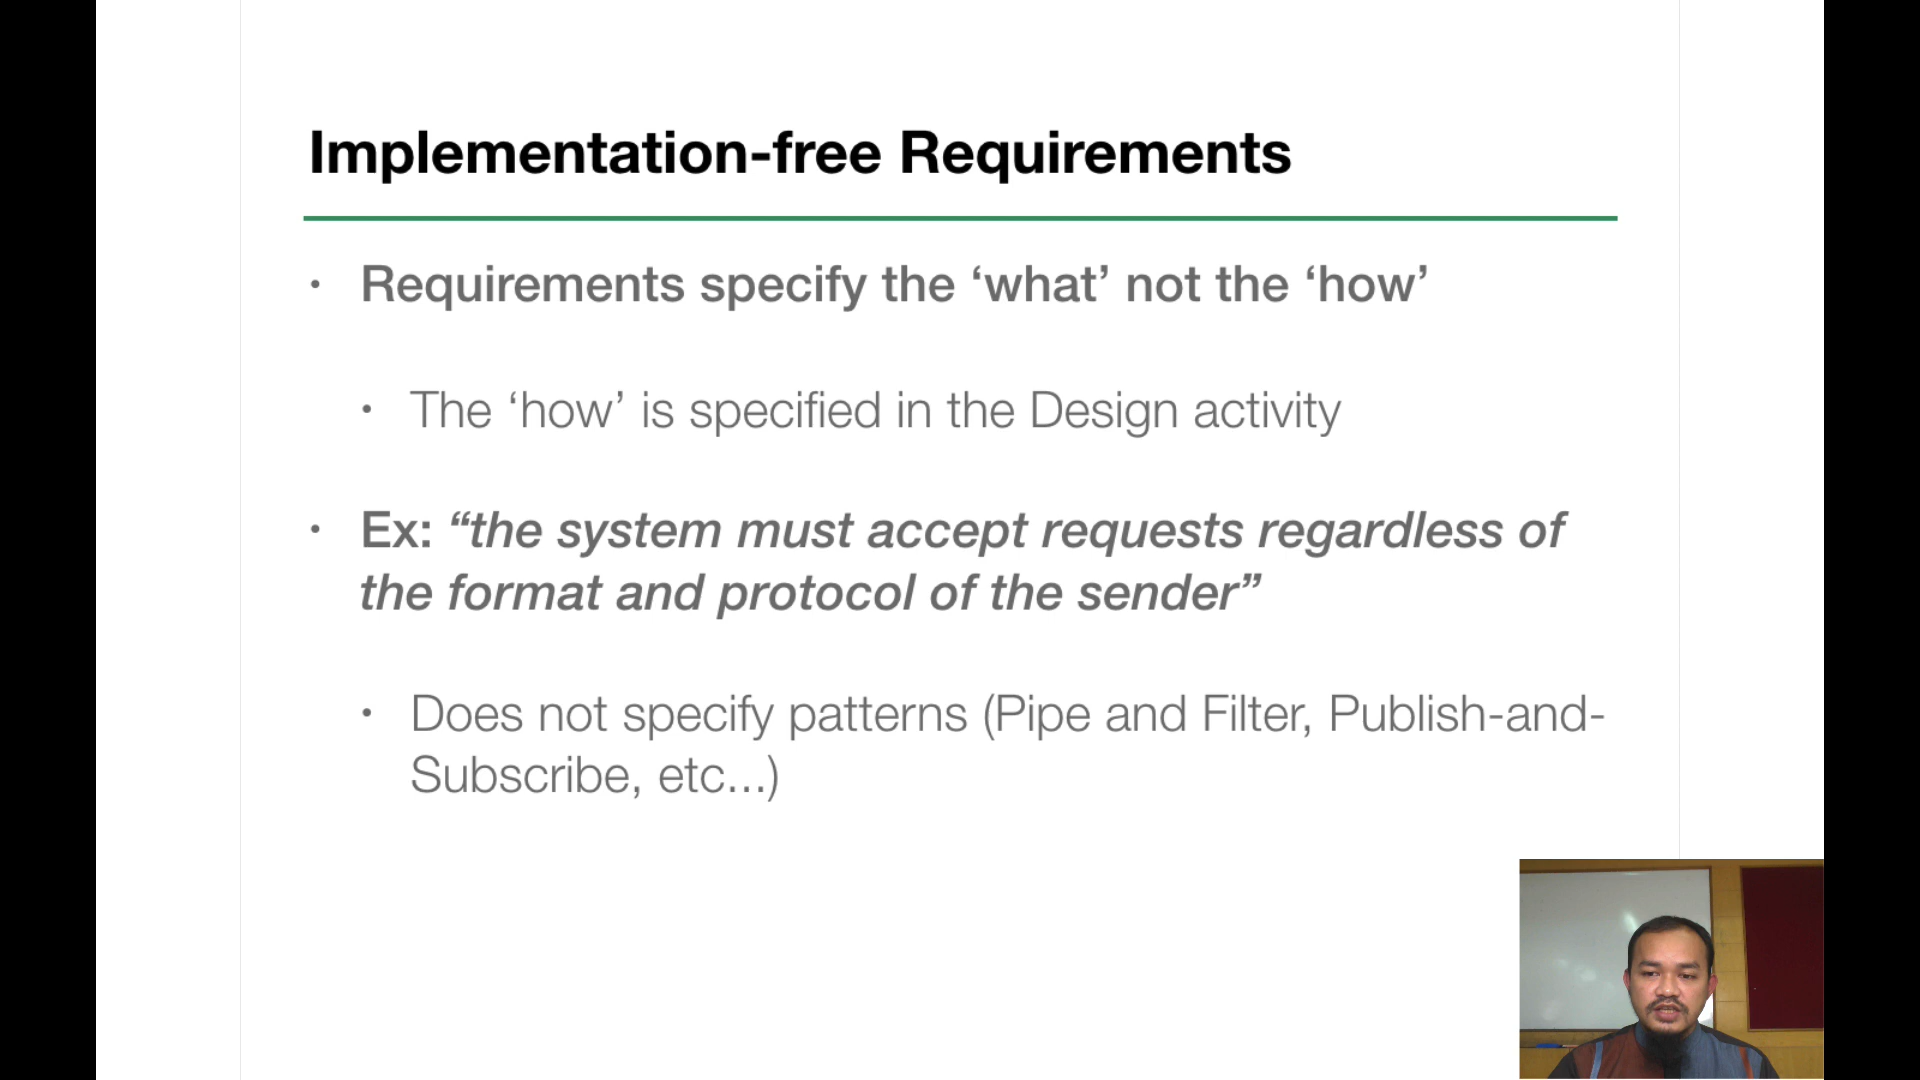 Implementation-free Requirements
• Requirements specify the ‘what’ not the ‘how’
• The ‘how’ is specified in the Design activity
• Ex: “the system must accept requests regardless of
the format and protocol of the sender”
• Does not specify patterns (Pipe and Filter, Publish-and-
Subscribe, etc...)